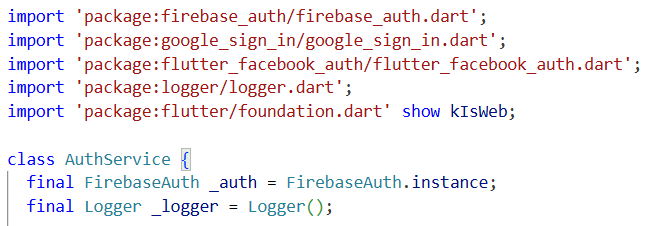 import 'package:firebase_auth/firebase_auth.dart';
import 'package:google_sign_in/google_sign_in.dart';
import 'package:flutter_facebook_auth/flutter_facebook_auth.dart';
import 'package:logger/logger.dart';
import 'package:flutter/foundation.dart' show kIsWeb;

class AuthService {
  final FirebaseAuth _auth = FirebaseAuth.instance;
  final Logger _logger = Logger();